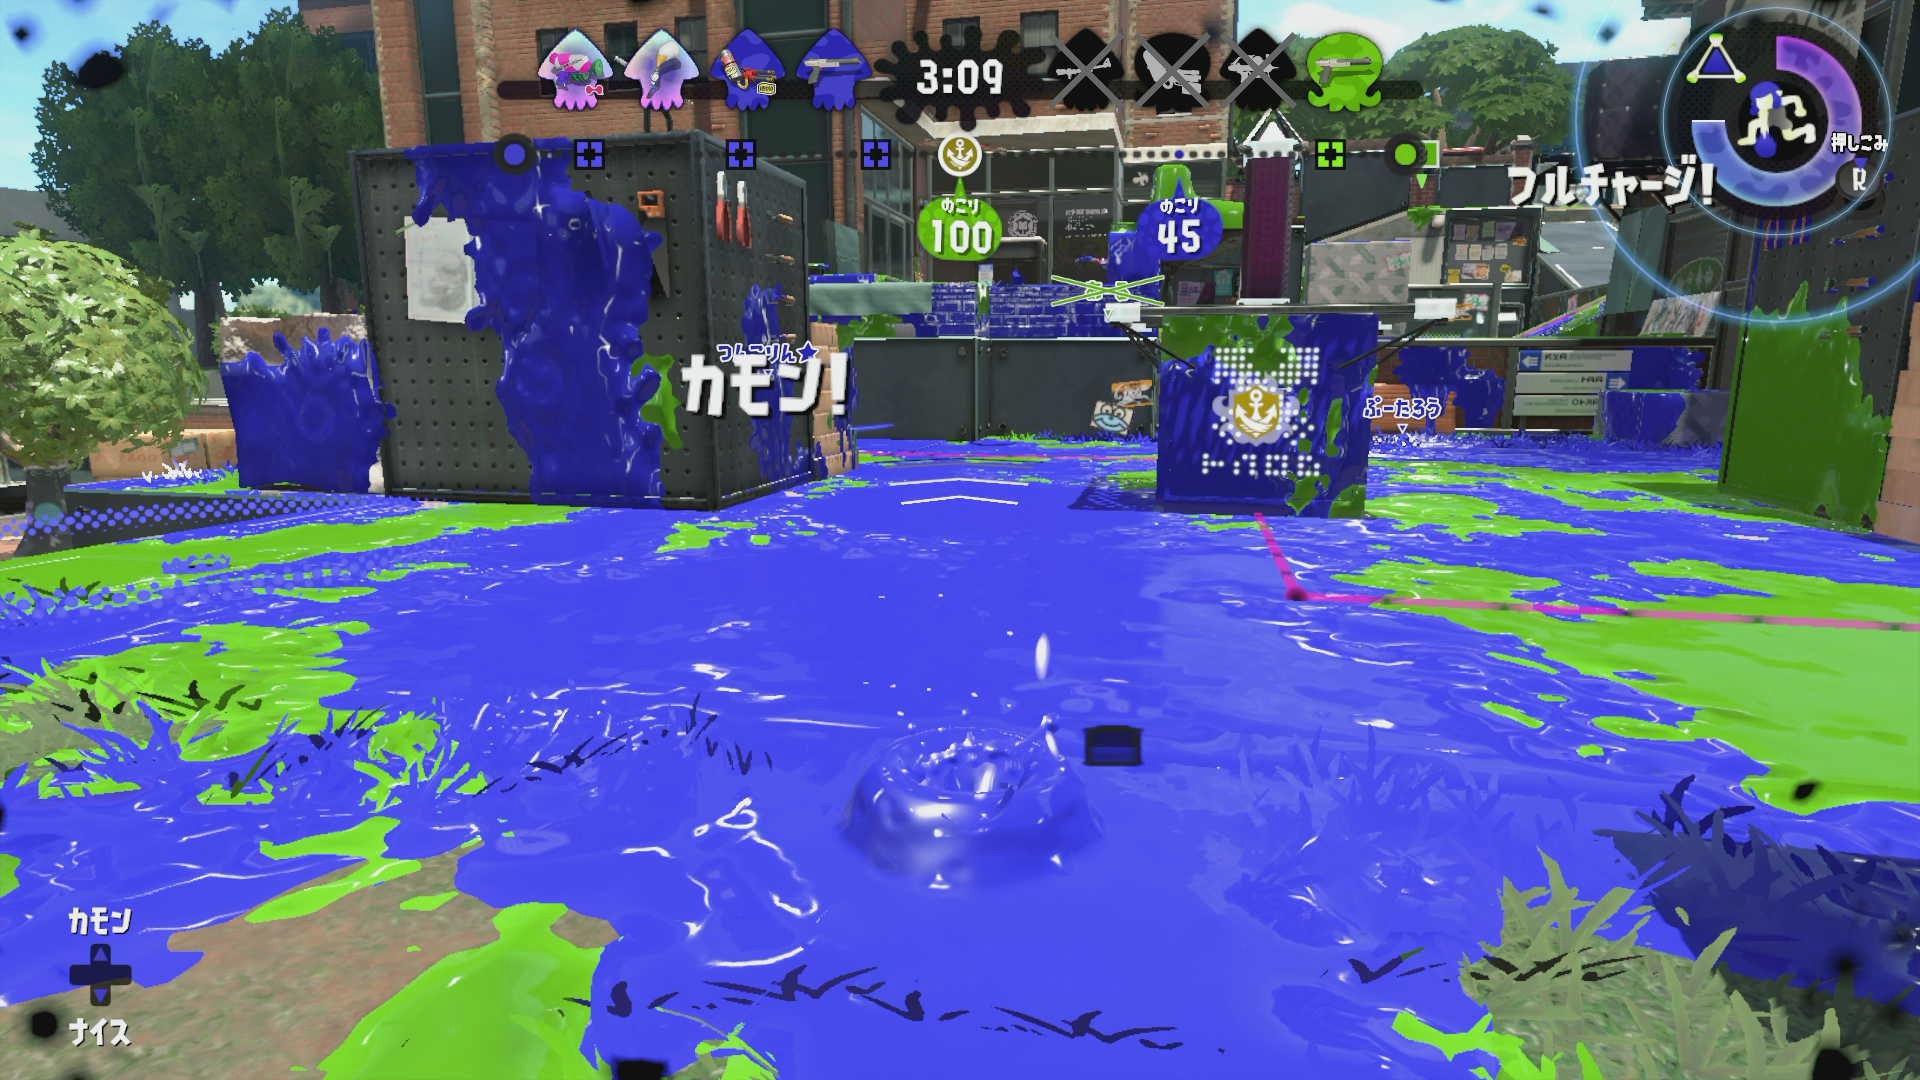 3:09
のこり
100
のこり
45
フルチャージ!
押しこみ
R
つんこりん★
カモン!
ぷーたろう
カモン
ナイス